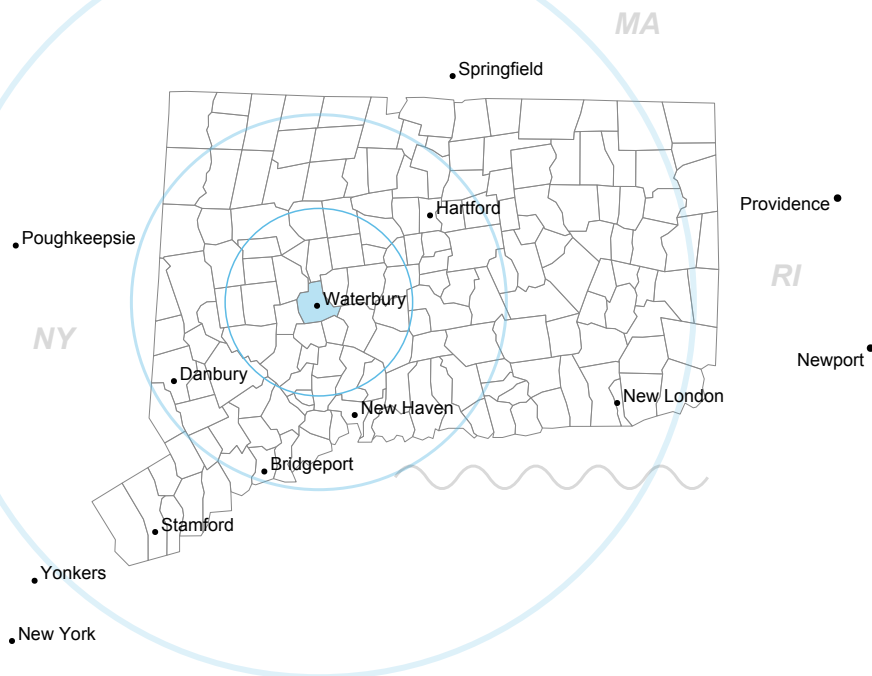 MA
Springfield
Hartford
Providence
Poughkeepsie
RI
Waterbury
NY
Newport
Danbury
New London
New Haven
Bridgeport
Stamford
Yonkers
New York